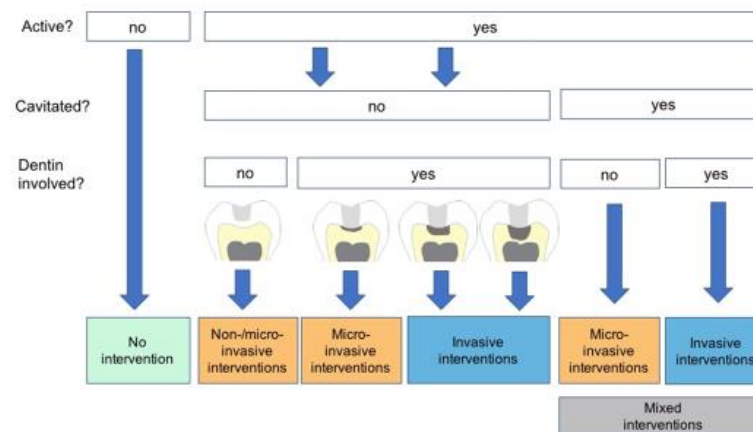 Active?
no
yes
Cavitated?
no
yes
Dentin
involved?
no
yes
no
yes
No
intervention
Non-/micro-
invasive
interventions
Micro-
invasive
interventions
Invasive
interventions
Micro-
invasive
interventions
Invasive
interventions
Mixed
interventions